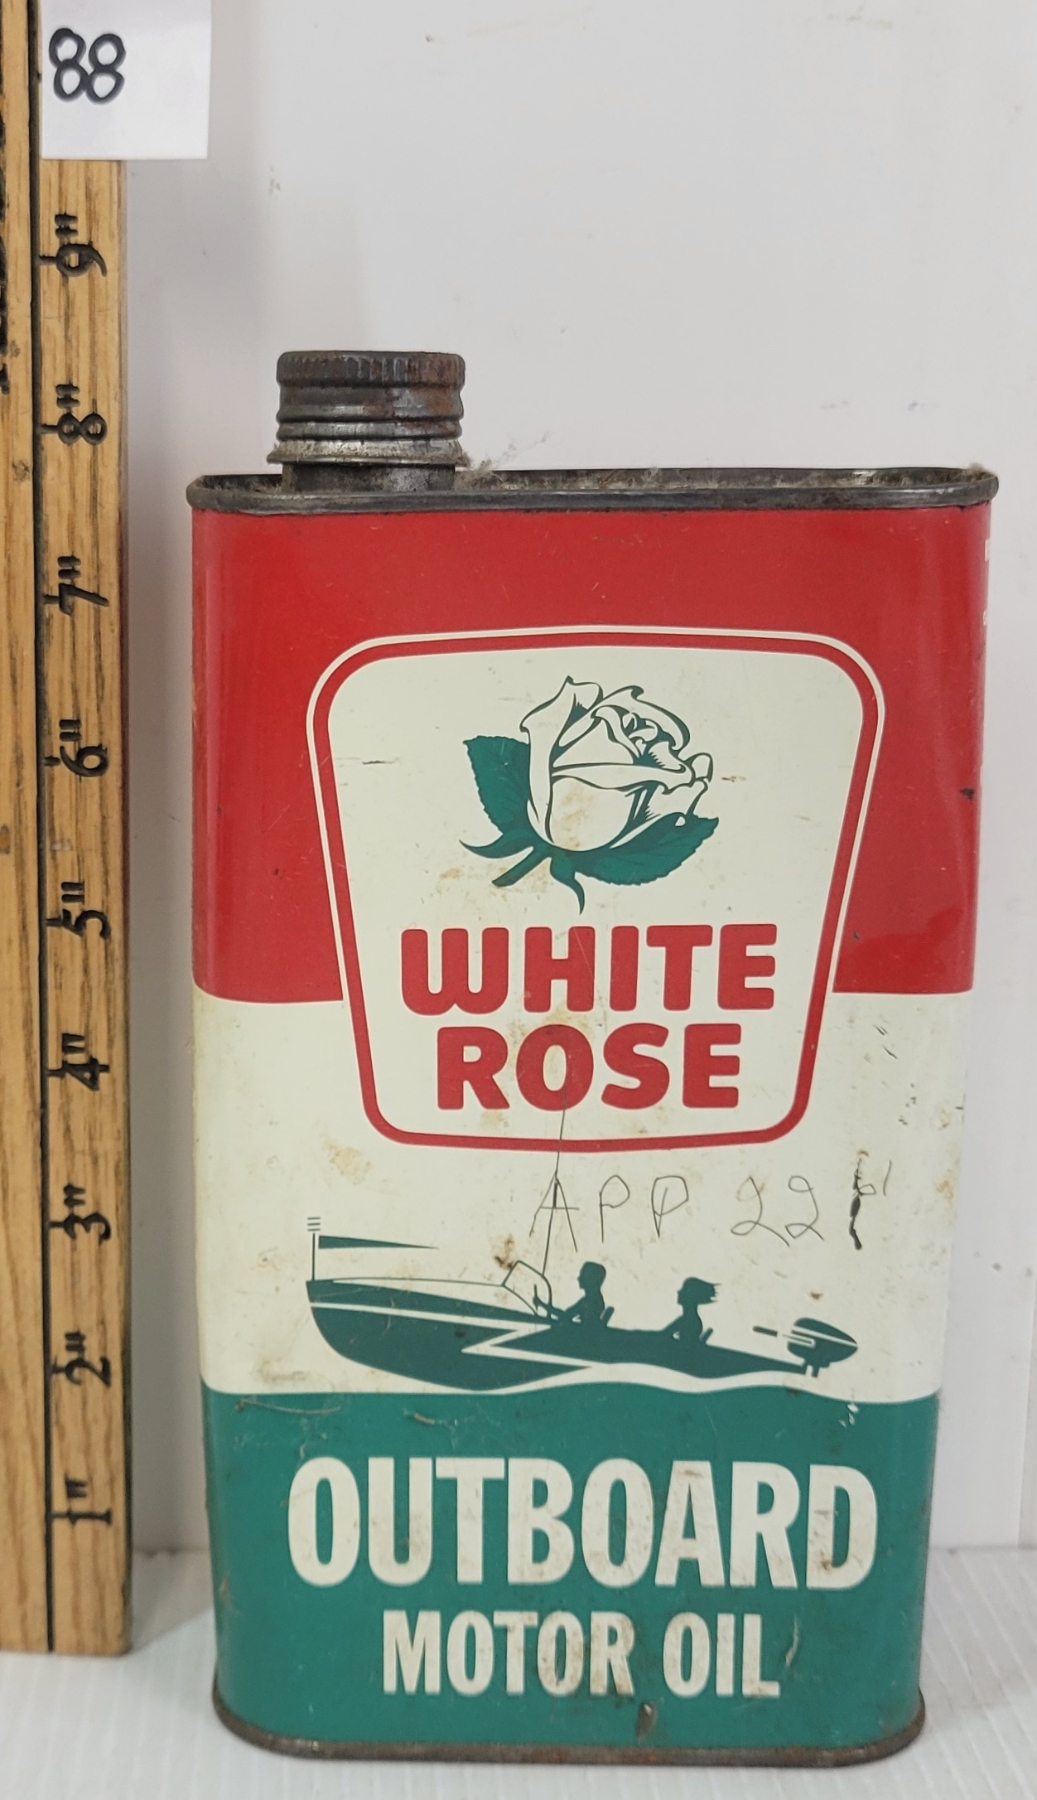 88
9"
8"
7"
6"
5"
4"
3"
2"
1"
WHITE
ROSE
APP 22
OUTBOARD
MOTOR OIL